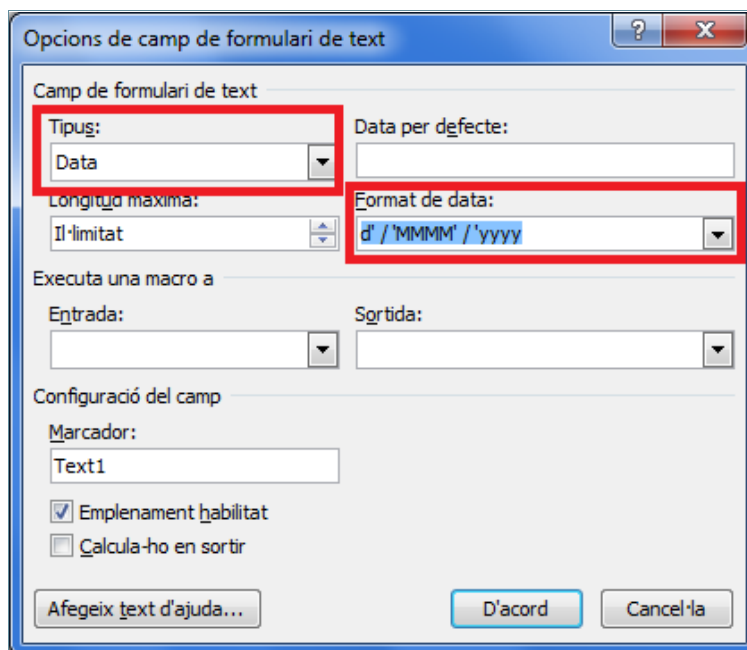 Opcions de camp de formulari de text
Camp de formulari de text
Tipus:
Data per defecte:
Data
Longitud màxima:
Format de data:
Il·limitat
d' / 'MMMM' / 'yyyy
Executa una macro a
Entrada:
Sortida:
Configuració del camp
Marcador:
Text1
Emplenament habilitat
Calcula-ho en sortir
Afegeix text d'ajuda...
D'acord
Cancel·la